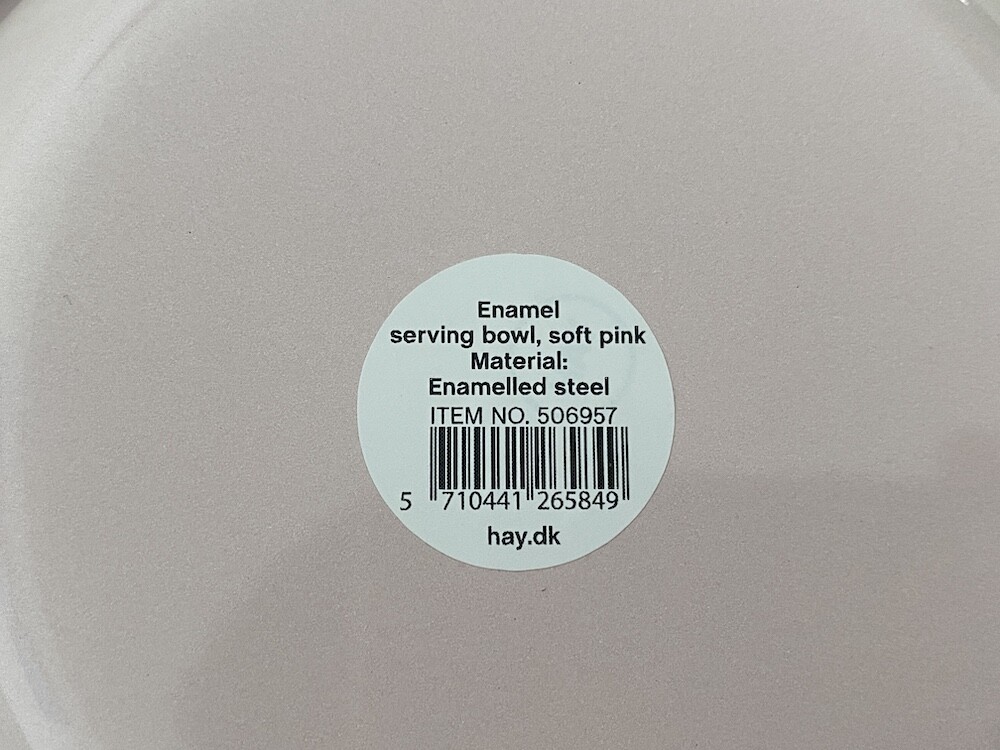 Enamel
serving bowl, soft pink
Material:
Enamelled steel
ITEM NO. 506957
5 710441 265849
hay.dk